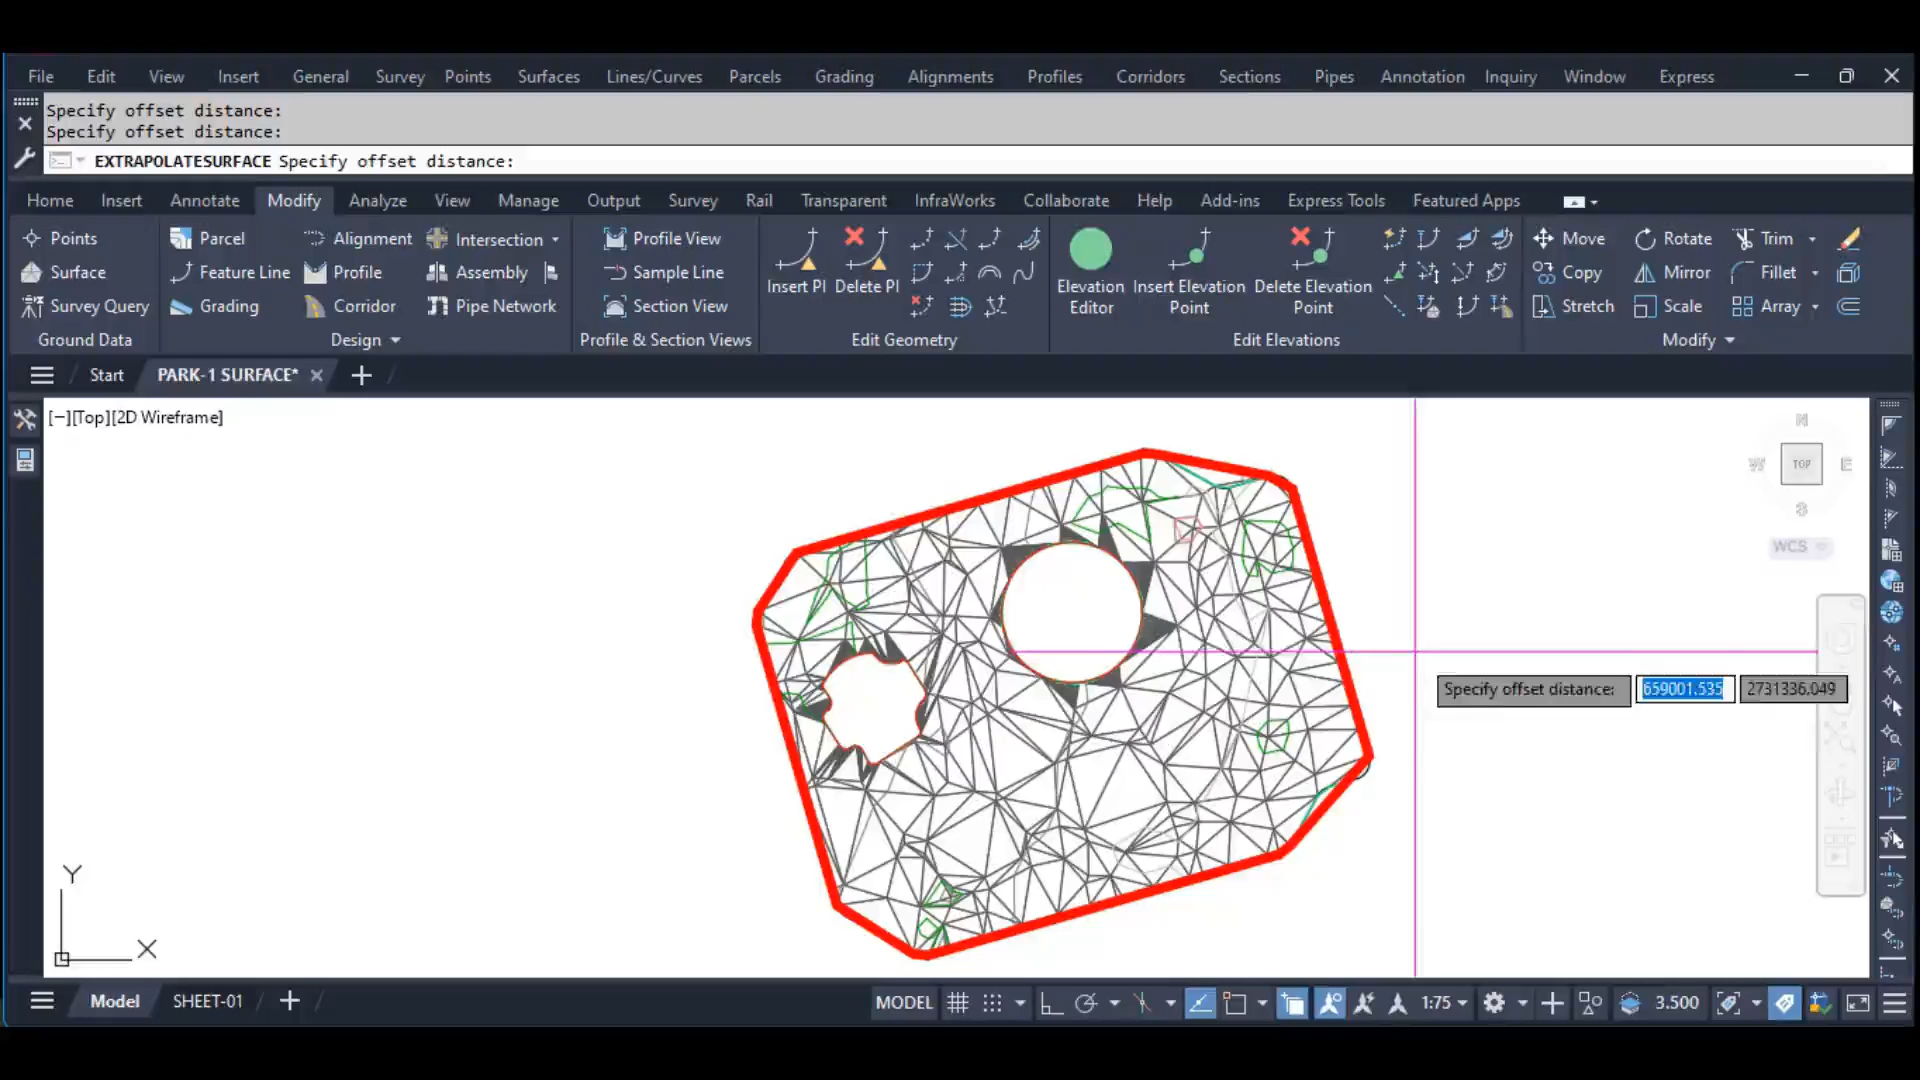 File Edit View Insert General Survey Points Surfaces Lines/Curves Parcels Grading Alignments Profiles Corridors Sections Pipes Annotation Inquiry Window Express
Specify offset distance:
Specify offset distance:
EXTRAPOLATESURFACE Specify offset distance:
Home Insert Annotate Modify Analyze View Manage Output Survey Rail Transparent InfraWorks Collaborate Help Add-ins Express Tools Featured Apps
Points Parcel Alignment Intersection Profile View Move Rotate Trim
Surface Feature Line Profile Assembly Sample Line Copy Mirror Fillet
Insert PI Delete PI Elevation Editor Insert Elevation Point Delete Elevation Point
Survey Query Grading Corridor Pipe Network Section View Stretch Scale Array
Ground Data Design Profile & Section Views Edit Geometry Edit Elevations Modify
Start PARK-1 SURFACE*
[−][Top][2D Wireframe]
N
W TOP E
S
WCS
Specify offset distance: 659001.535 2731336.049
Y
X
Model SHEET-01 MODEL 1:75 3.500